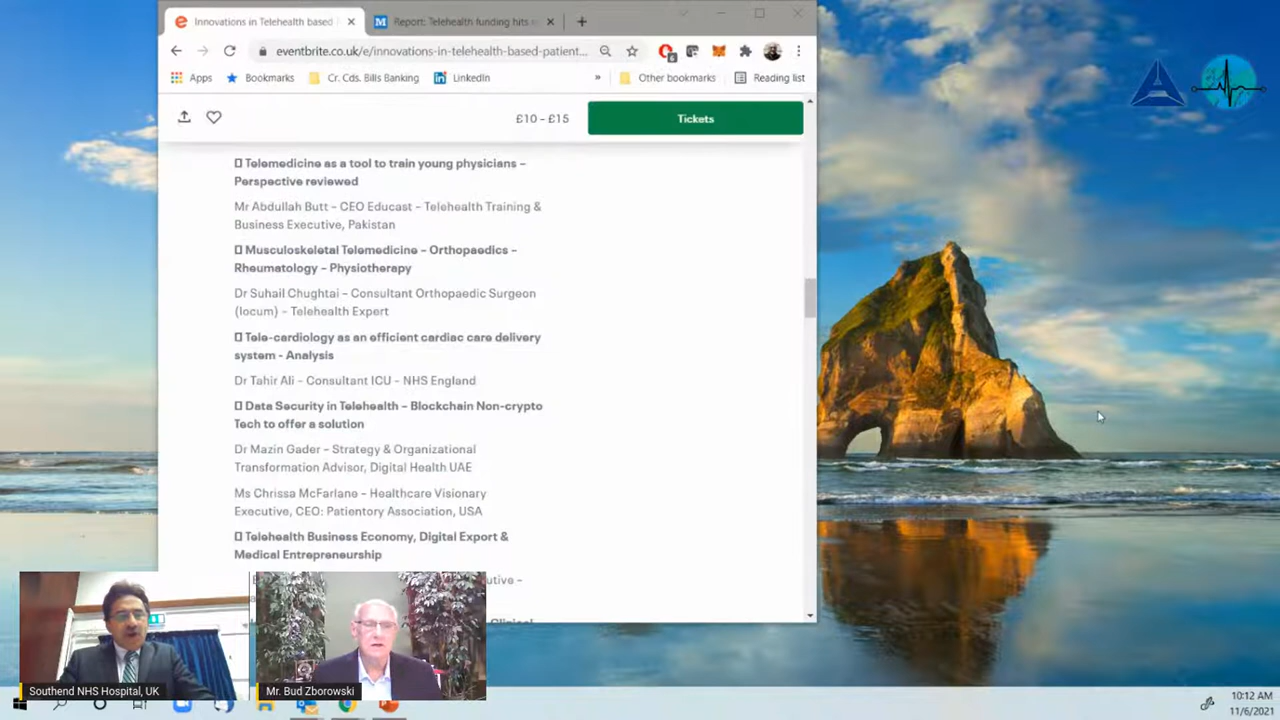 Innovations in Telehealth based
Report: Telehealth funding hits
eventbrite.co.uk/e/innovations-in-telehealth-based-patient...
Apps
Bookmarks
Cr. Cds. Bills Banking
LinkedIn
»
Other bookmarks
Reading list
£10 – £15
Tickets
Telemedicine as a tool to train young physicians –
Perspective reviewed
Mr Abdullah Butt – CEO Educast – Telehealth Training &
Business Executive, Pakistan
Musculoskeletal Telemedicine – Orthopaedics –
Rheumatology – Physiotherapy
Dr Suhail Chughtai – Consultant Orthopaedic Surgeon
(locum) – Telehealth Expert
Tele-cardiology as an efficient cardiac care delivery
system - Analysis
Dr Tahir Ali – Consultant ICU – NHS England
Data Security in Telehealth – Blockchain Non-crypto
Tech to offer a solution
Dr Mazin Gader – Strategy & Organizational
Transformation Advisor, Digital Health UAE
Ms Chrissa McFarlane – Healthcare Visionary
Executive, CEO: Patientory Association, USA
Telehealth Business Economy, Digital Export &
Medical Entrepreneurship
Southend NHS Hospital, UK
Mr. Bud Zborowski
10:12 AM
11/6/2021